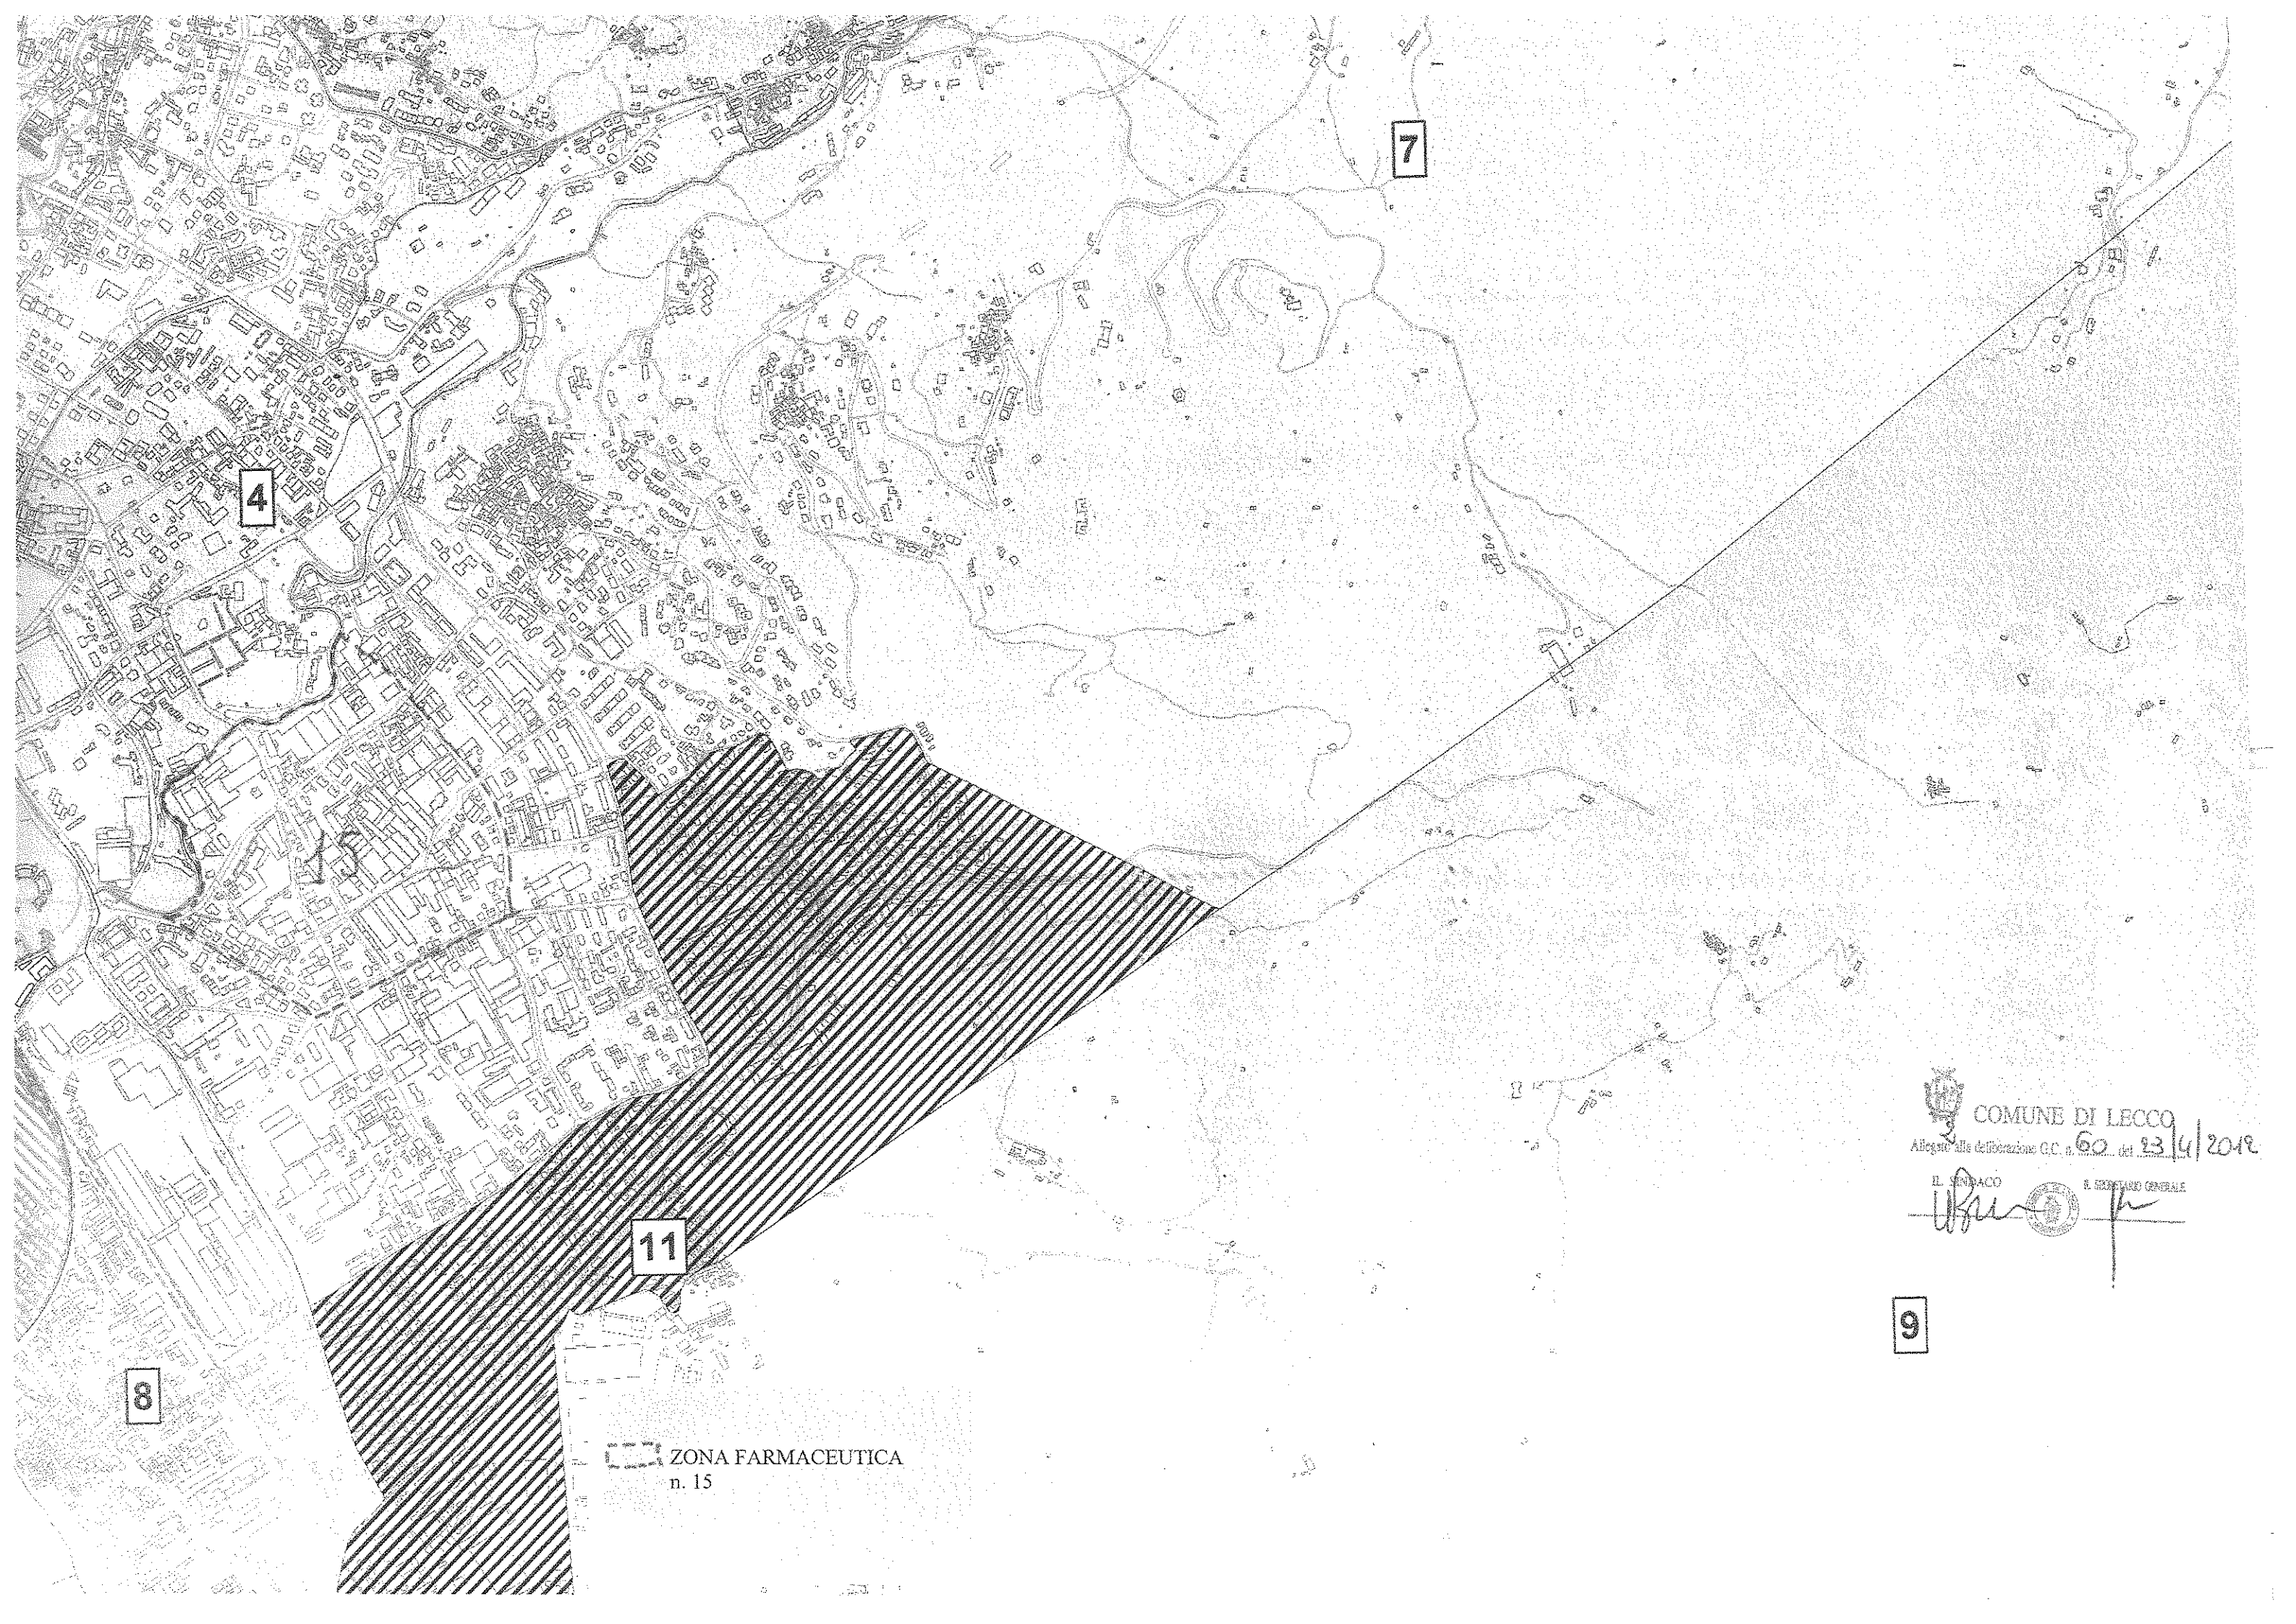 7
4
15
COMUNE DI LECCO
Allegato alla deliberazione G.C. n. 60 del 23/4/2012
IL SINDACO
IL SEGRETARIO GENERALE
11
9
8
ZONA FARMACEUTICA
n. 15